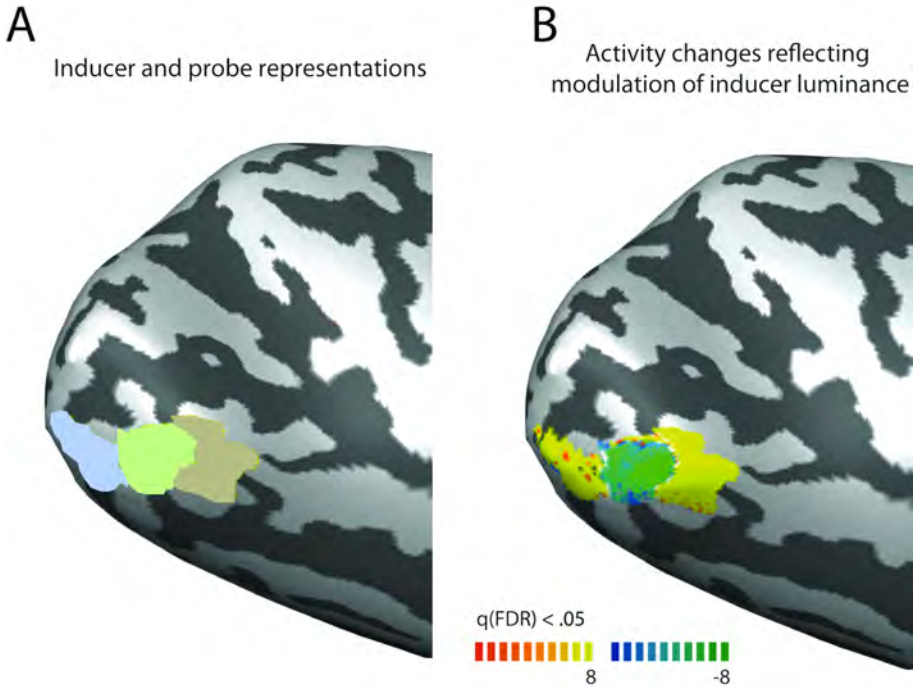 A
Inducer and probe representations
B
Activity changes reflecting
modulation of inducer luminance
q(FDR) < .05
8
-8